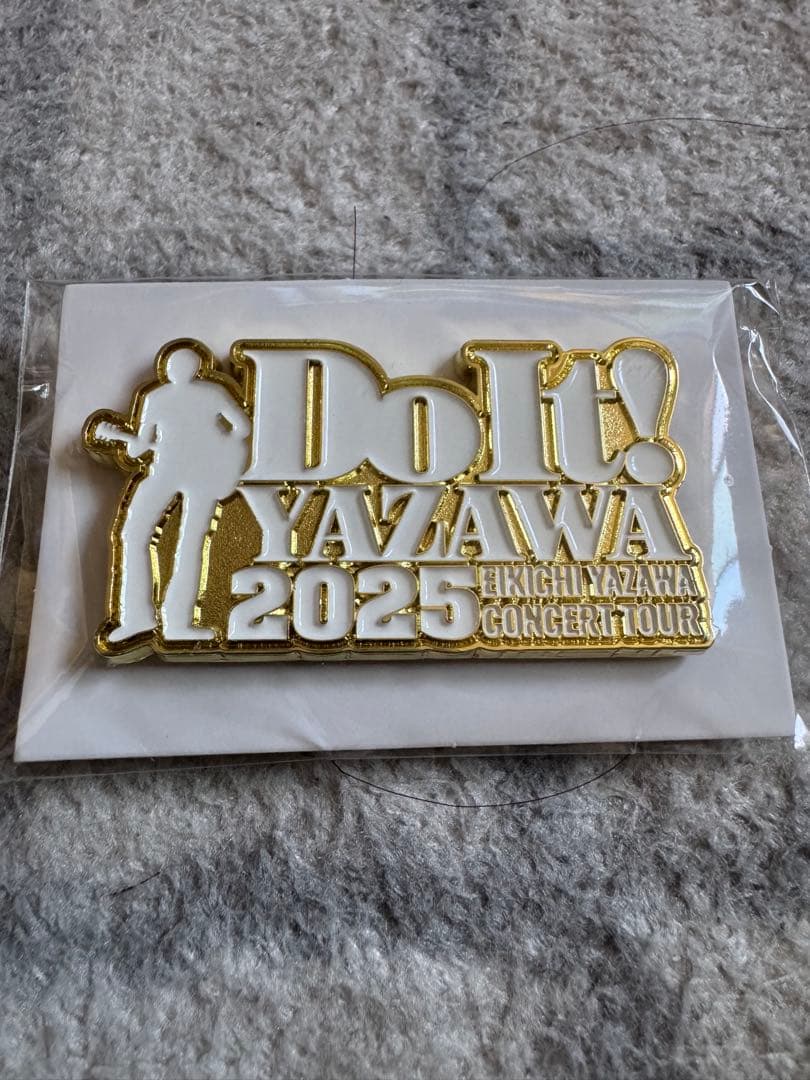 Do It!
YAZAWA
2025
EIKICHI YAZAWA
CONCERT TOUR